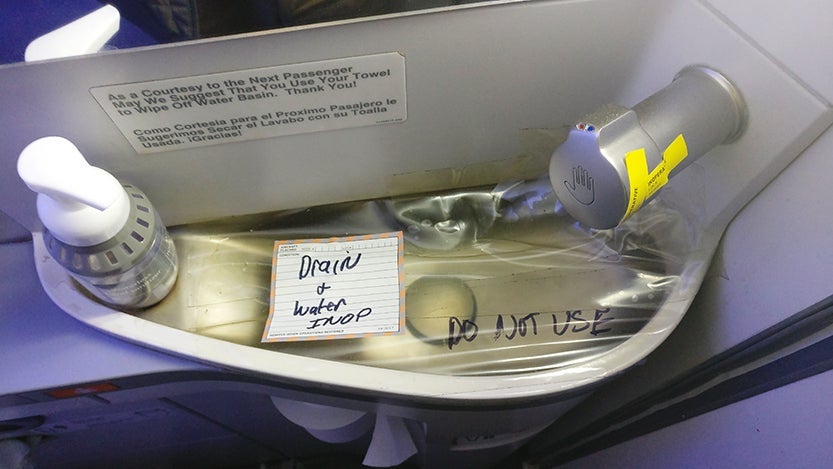 As a Courtesy to the Next Passenger
May We Suggest That You Use Your Towel
to Wipe Off Water Basin. Thank You!
Como Cortesia para el Proximo Pasajero le
Sugerimos Secar el Lavabo con su Toalla
Usada. ¡Gracias!
Drain
+
Water
INOP
DO NOT USE